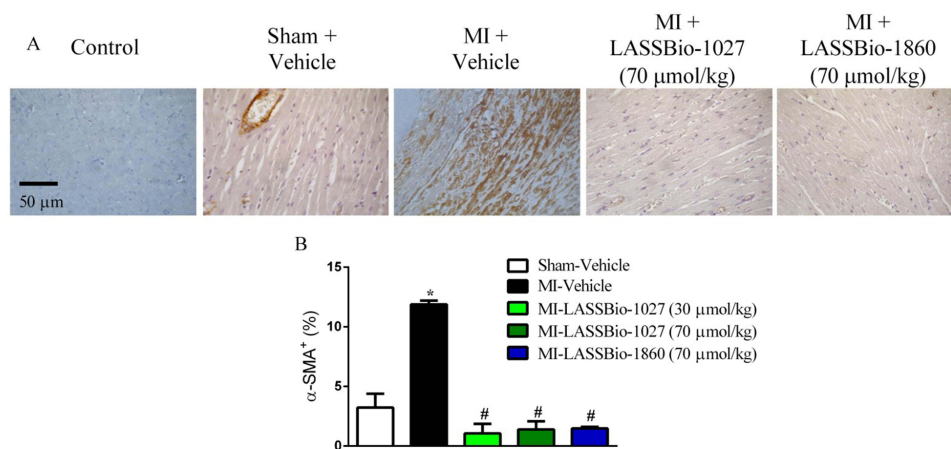 A
Control
Sham +
Vehicle
MI +
Vehicle
MI +
LASSBio-1027
(70 μmol/kg)
MI +
LASSBio-1860
(70 μmol/kg)
50 μm
B
15
10
5
0
α-SMA⁺ (%)
*
#
#
#
Sham-Vehicle
MI-Vehicle
MI-LASSBio-1027 (30 μmol/kg)
MI-LASSBio-1027 (70 μmol/kg)
MI-LASSBio-1860 (70 μmol/kg)